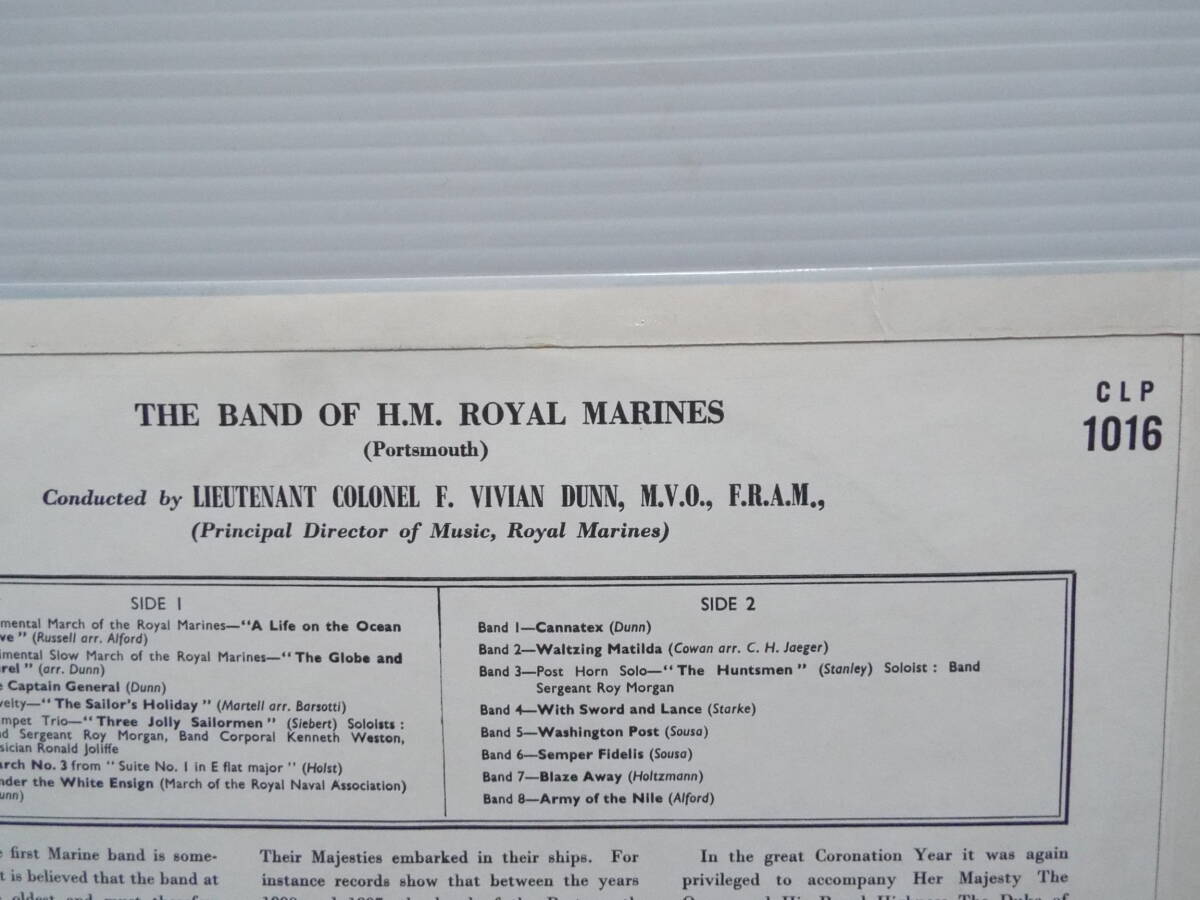 CLP
1016
THE BAND OF H.M. ROYAL MARINES
(Portsmouth)
Conducted by LIEUTENANT COLONEL F. VIVIAN DUNN, M.V.O., F.R.A.M.,
(Principal Director of Music, Royal Marines)
SIDE 1
mental March of the Royal Marines—"A Life on the Ocean
ve" (Russell arr. Alford)
imental Slow March of the Royal Marines—"The Globe and
rel" (arr. Dunn)
e Captain General (Dunn)
velty—"The Sailor's Holiday" (Martell arr. Barsotti)
mpet Trio—"Three Jolly Sailormen" (Siebert) Soloists:
nd Sergeant Roy Morgan, Band Corporal Kenneth Weston,
sician Ronald Joliffe
arch No. 3 from "Suite No. 1 in E flat major" (Holst)
nder the White Ensign (March of the Royal Naval Association)
unn)
SIDE 2
Band 1—Cannatex (Dunn)
Band 2—Waltzing Matilda (Cowan arr. C. H. Jaeger)
Band 3—Post Horn Solo—"The Huntsmen" (Stanley) Soloist: Band
Sergeant Roy Morgan
Band 4—With Sword and Lance (Starke)
Band 5—Washington Post (Sousa)
Band 6—Semper Fidelis (Sousa)
Band 7—Blaze Away (Holtzmann)
Band 8—Army of the Nile (Alford)
e first Marine band is some-
t is believed that the band at
Their Majesties embarked in their ships. For
instance records show that between the years
In the great Coronation Year it was again
privileged to accompany Her Majesty The